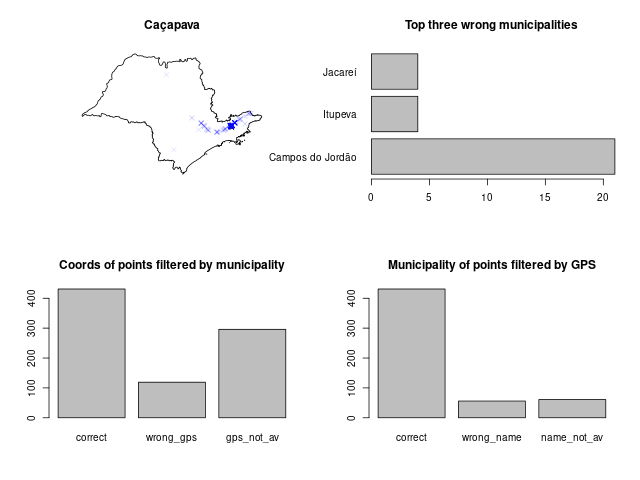 Caçapava
Top three wrong municipalities
Jacareí
Itupeva
Campos do Jordão
0 5 10 15 20
Coords of points filtered by municipality
0 100 200 300 400
correct wrong_gps gps_not_av
Municipality of points filtered by GPS
0 100 200 300 400
correct wrong_name name_not_av